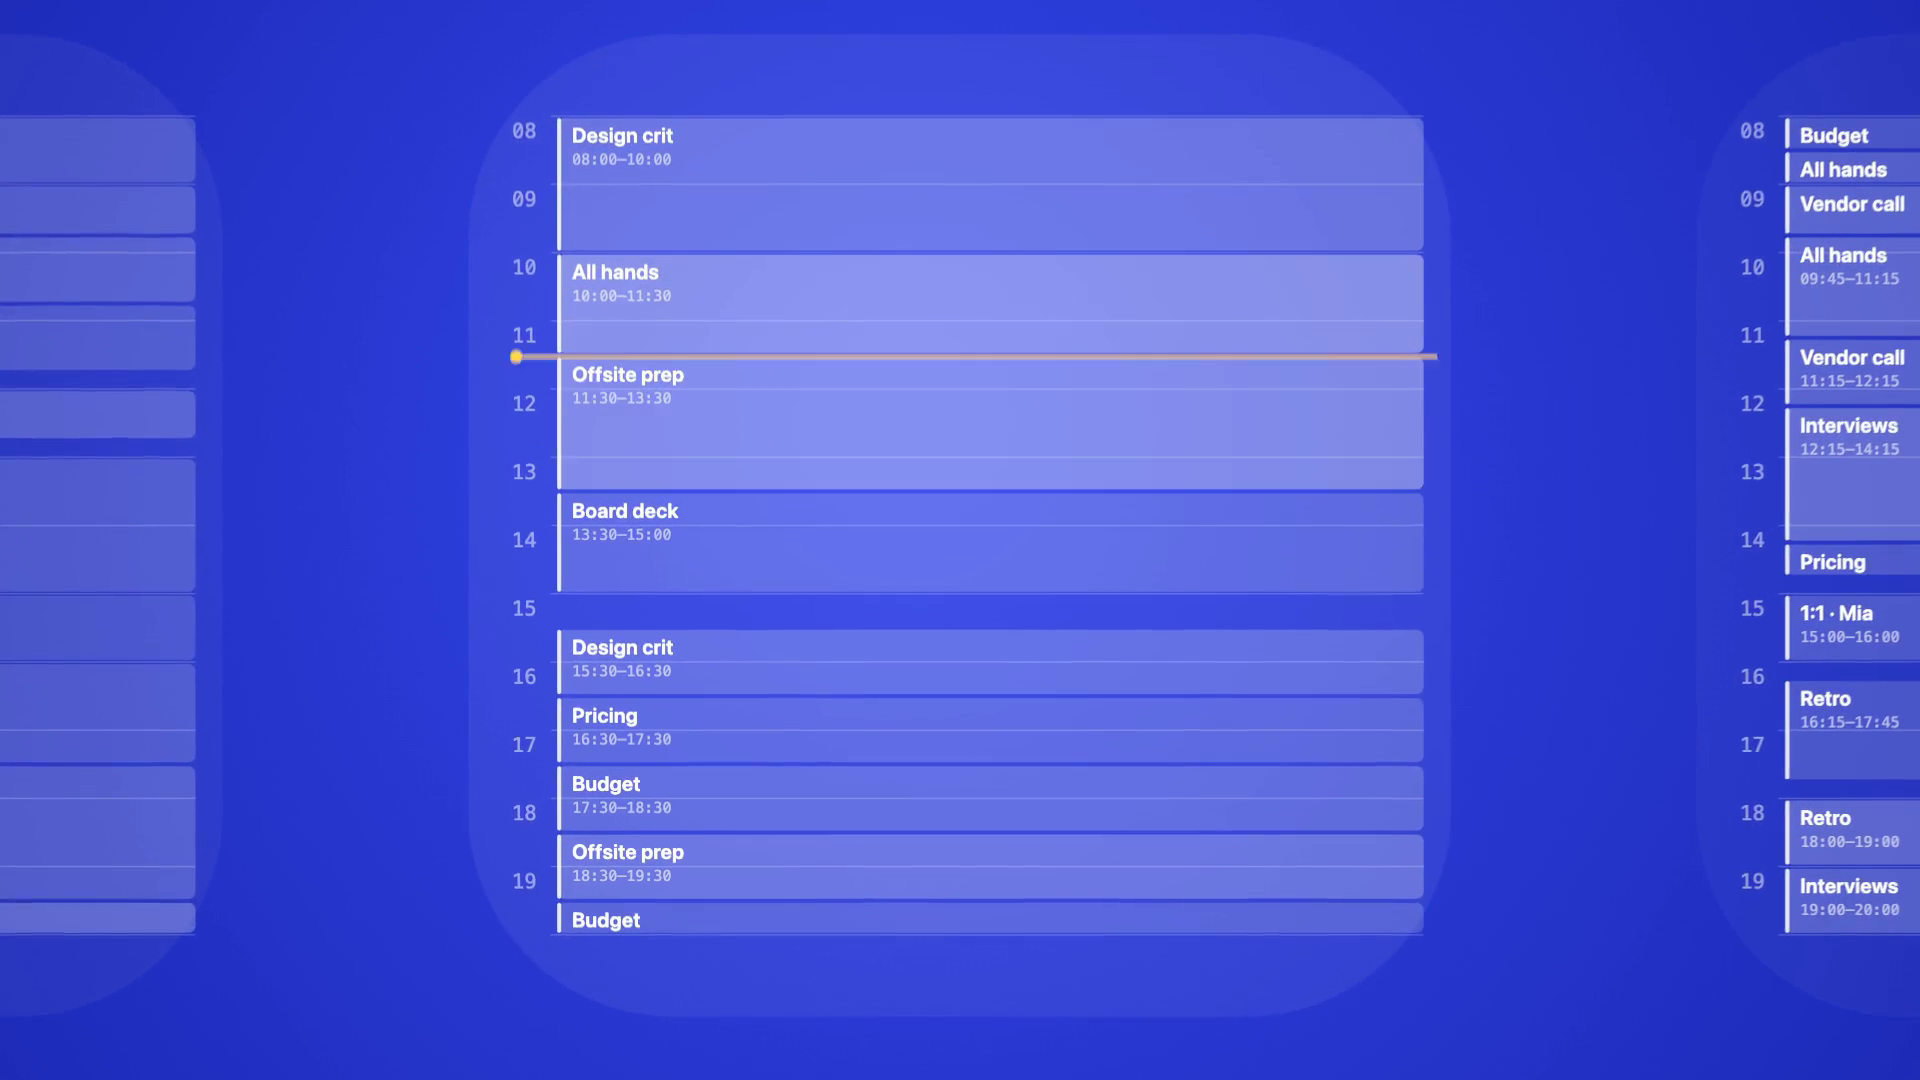 08
Design crit
08:00–10:00
09
10
All hands
10:00–11:30
11
Offsite prep
11:30–13:30
12
13
Board deck
13:30–15:00
14
15
Design crit
15:30–16:30
16
Pricing
16:30–17:30
17
Budget
17:30–18:30
18
Offsite prep
18:30–19:30
19
Budget
08
Budget
All hands
09
Vendor call
All hands
10
09:45–11:15
11
Vendor call
11:15–12:15
12
Interviews
12:15–14:15
13
14
Pricing
15
1:1 · Mia
15:00–16:00
16
Retro
16:15–17:45
17
18
Retro
18:00–19:00
19
Interviews
19:00–20:00